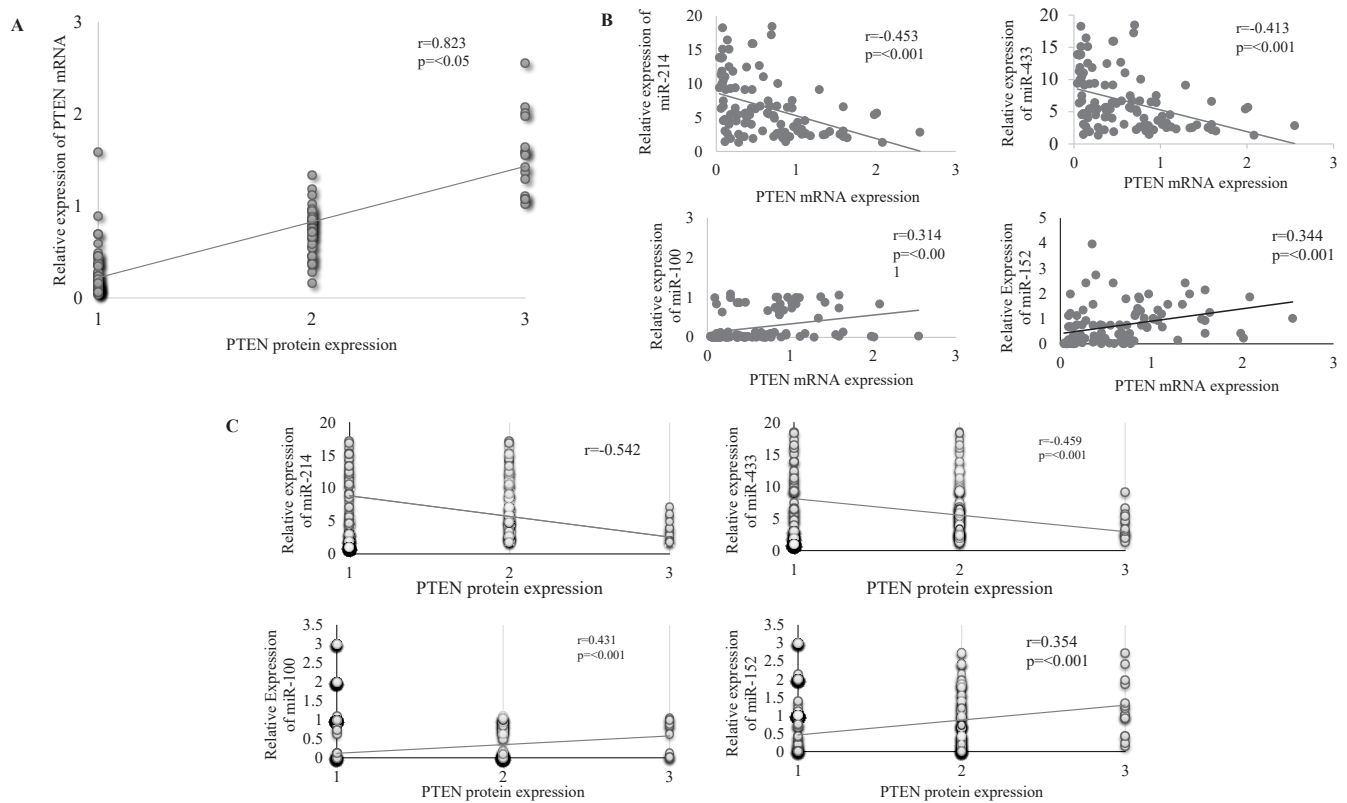 A
Relative expression of PTEN mRNA
3
2
1
0
r=0.823
p=<0.05
1 2 3
PTEN protein expression
B
Relative expression of
miR-214
20
15
10
5
0
r=-0.453
p=<0.001
0 1 2 3
PTEN mRNA expression
Relative expression
of miR-433
20
15
10
5
0
r=-0.413
p=<0.001
0 1 2 3
PTEN mRNA expression
Relative expression
of miR-100
3
2
1
0
r=0.314
p=<0.00
1
0 1 2 3
PTEN mRNA expression
Relative Expression
of miR-152
5
4
3
2
1
0
r=0.344
p=<0.001
0 1 2 3
PTEN mRNA expression
C
Relative expression
of miR-214
20
15
10
5
0
r=-0.542
1 2 3
PTEN protein expression
Relative expression
of miR-433
20
15
10
5
0
r=-0.459
p=<0.001
1 2 3
PTEN protein expression
Relative Expression
of miR-100
3.5
3
2.5
2
1.5
1
0.5
0
r=0.431
p=<0.001
1 2 3
PTEN protein expression
Relative expression
of miR-152
3.5
3
2.5
2
1.5
1
0.5
0
r=0.354
p=<0.001
1 2 3
PTEN protein expression